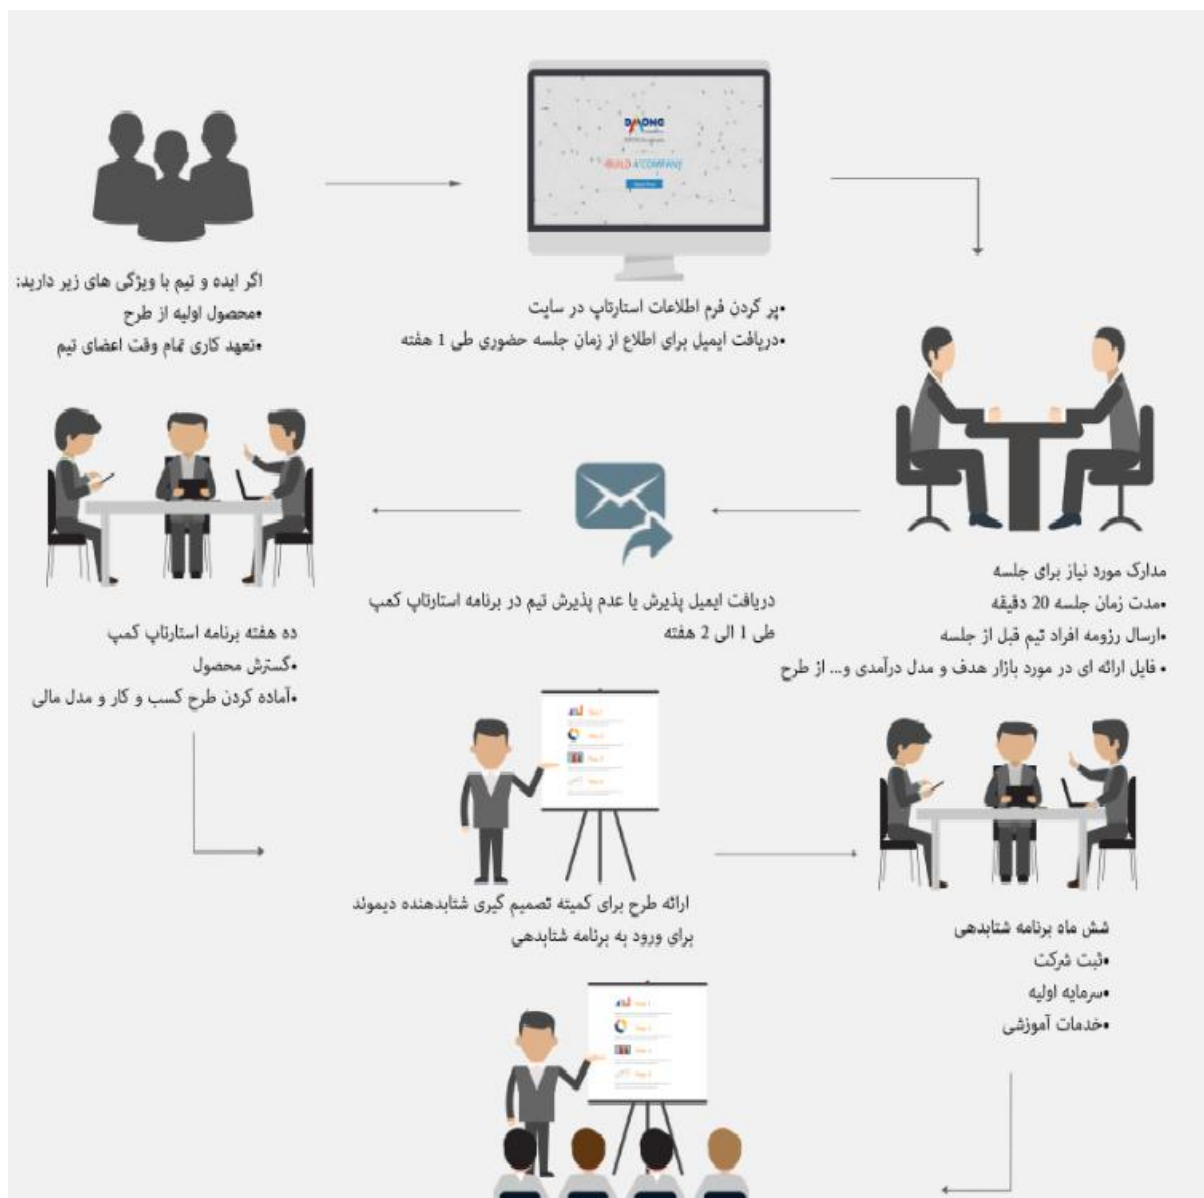 DMOND
BUILD A COMPANY
اگر ایده و تیم با ویژگی های زیر دارید:
•محصول اولیه از طرح
•تعهد کاری تمام وقت اعضای تیم
•پر کردن فرم اطلاعات استارتاپ در سایت
•دریافت ایمیل برای اطلاع از زمان جلسه حضوری طی 1 هفته
مدارک مورد نیاز برای جلسه
•مدت زمان جلسه 20 دقیقه
•ارسال رزومه افراد تیم قبل از جلسه
• فایل ارائه ای در مورد بازار هدف و مدل درآمدی و... از طرح
دریافت ایمیل پذیرش یا عدم پذیرش تیم در برنامه استارتاپ کمپ
طی 1 الی 2 هفته
ده هفته برنامه استارتاپ کمپ
•گسترش محصول
•آماده کردن طرح کسب و کار و مدل مالی
ارائه طرح برای کمیته تصمیم گیری شتابدهنده دیموند
برای ورود به برنامه شتابدهی
شش ماه برنامه شتابدهی
•ثبت شرکت
•سرمایه اولیه
•خدمات آموزشی